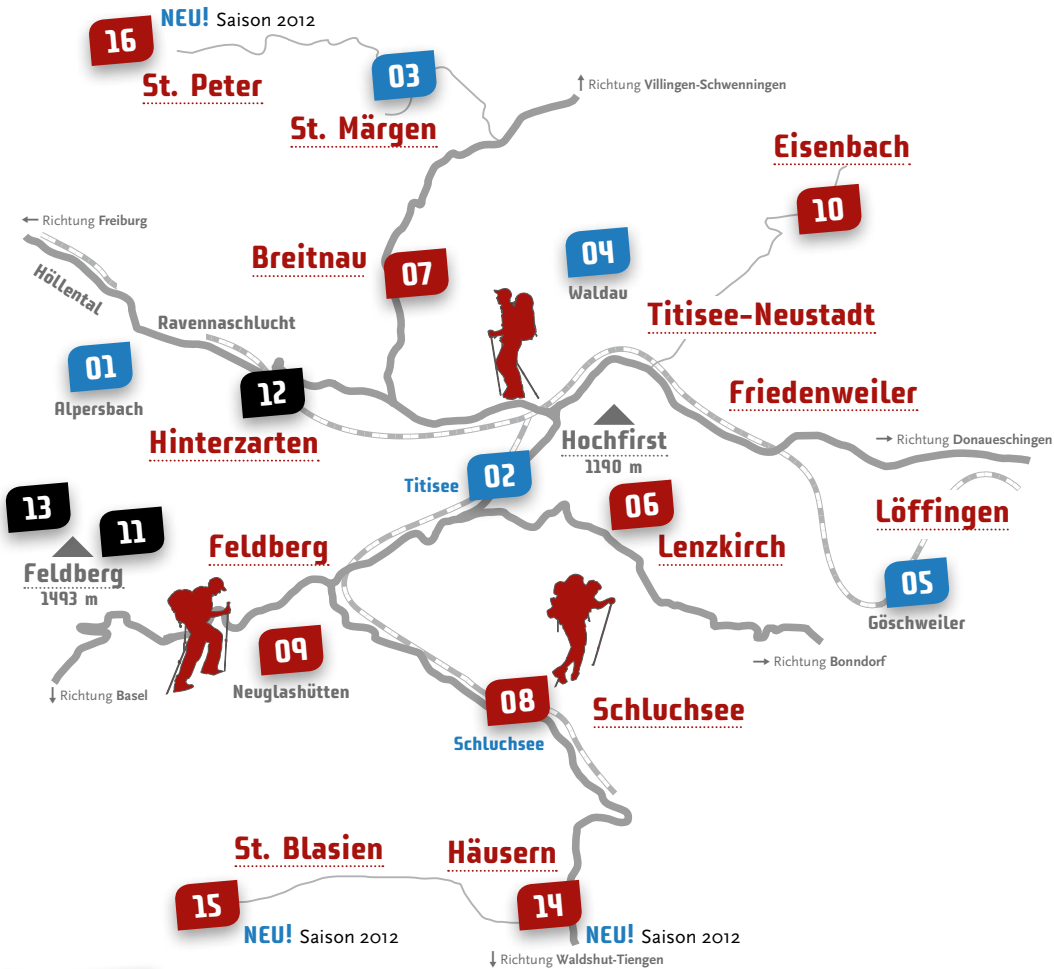 NEU! Saison 2012
16
St. Peter
03
St. Märgen
↑ Richtung Villingen-Schwenningen
Eisenbach
10
← Richtung Freiburg
Höllental
Breitnau
07
04
Waldau
Titisee-Neustadt
Ravennaschlucht
01
Alpersbach
12
Hinterzarten
Friedenweiler
Hochfirst
1190 m
→ Richtung Donaueschingen
Titisee
02
06
Lenzkirch
Löffingen
13
11
Feldberg
1493 m
Feldberg
05
Göschweiler
09
Neuglashütten
↓ Richtung Basel
→ Richtung Bonndorf
08
Schluchsee
Schluchsee
St. Blasien
Häusern
15
NEU! Saison 2012
14
NEU! Saison 2012
↓ Richtung Waldshut-Tiengen